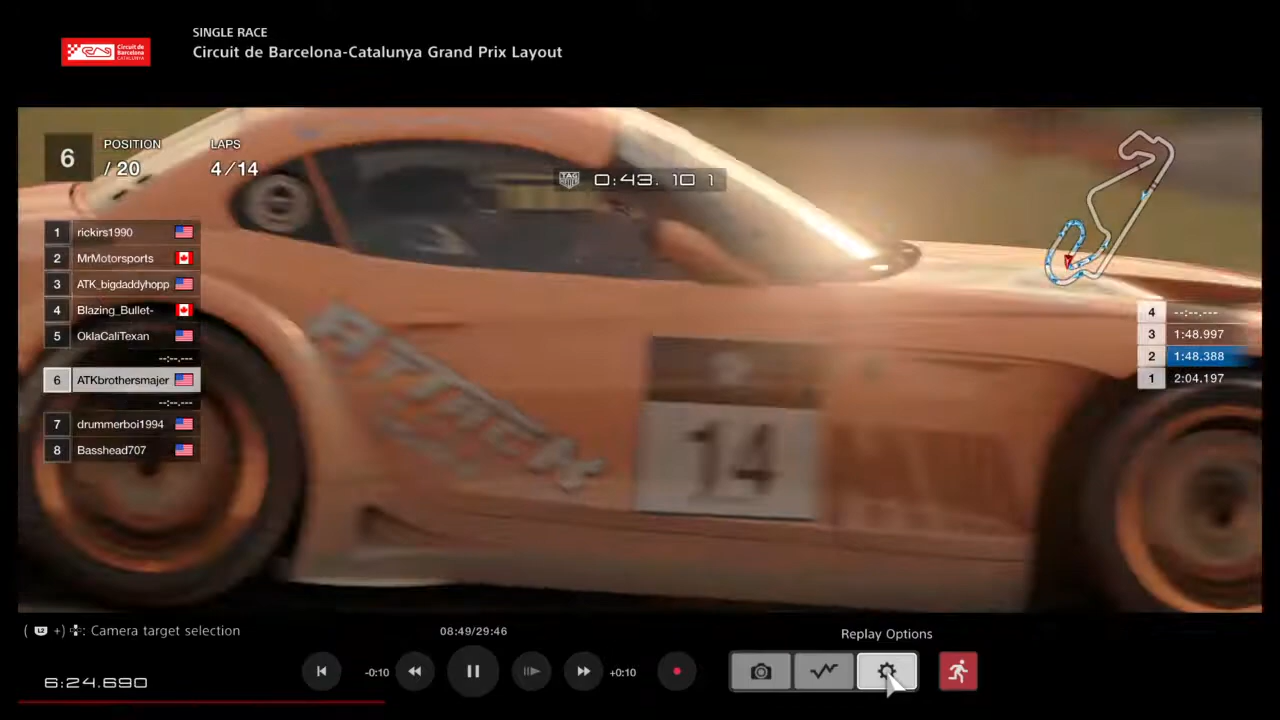 SINGLE RACE
Circuit de Barcelona-Catalunya Grand Prix Layout
Circuit de
Barcelona
CATALUNYA
6
POSITION
/ 20
LAPS
4/14
TAG
0:43.101
1 rickirs1990
2 MrMotorsports
3 ATK_bigdaddyhopp
4 Blazing_Bullet-
5 OklaCaliTexan
--:--.---
6 ATKbrothersmajer
--:--.---
7 drummerboi1994
8 Basshead707
4 --:--.---
3 1:48.997
2 1:48.388
1 2:04.197
14
( L2 +) : Camera target selection
08:49/29:46
Replay Options
-0:10
+0:10
6:24.690